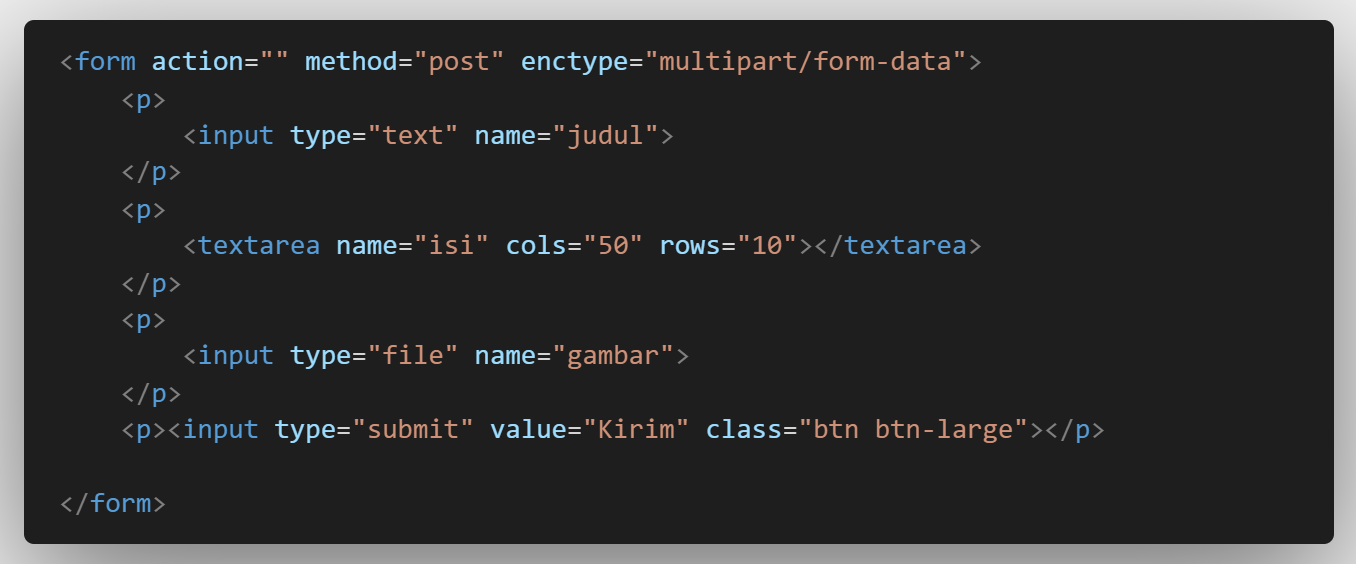 <form action="" method="post" enctype="multipart/form-data">
    <p>
        <input type="text" name="judul">
    </p>
    <p>
        <textarea name="isi" cols="50" rows="10"></textarea>
    </p>
    <p>
        <input type="file" name="gambar">
    </p>
    <p><input type="submit" value="Kirim" class="btn btn-large"></p>

</form>